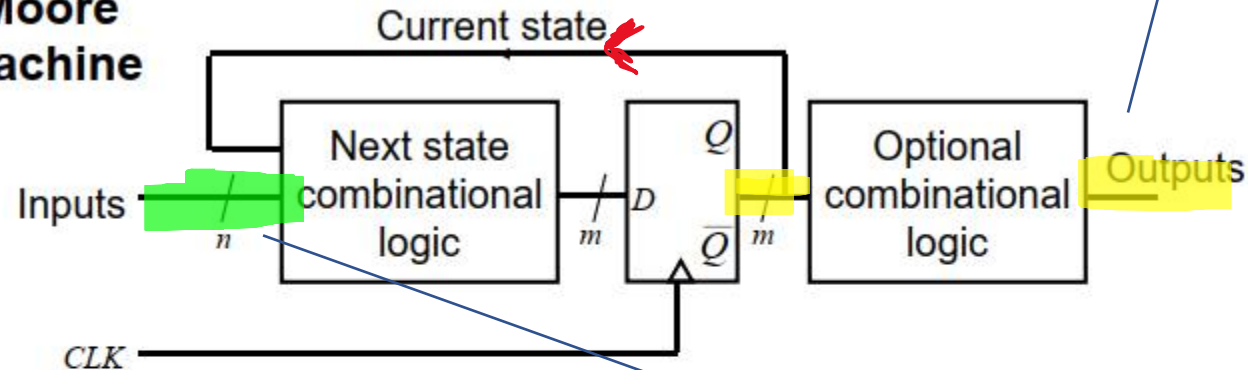 Moore
achine
Current state
Next state
combinational
logic
Q
D
Q̅
Optional
combinational
logic
Outputs
Inputs
n
m
m
CLK